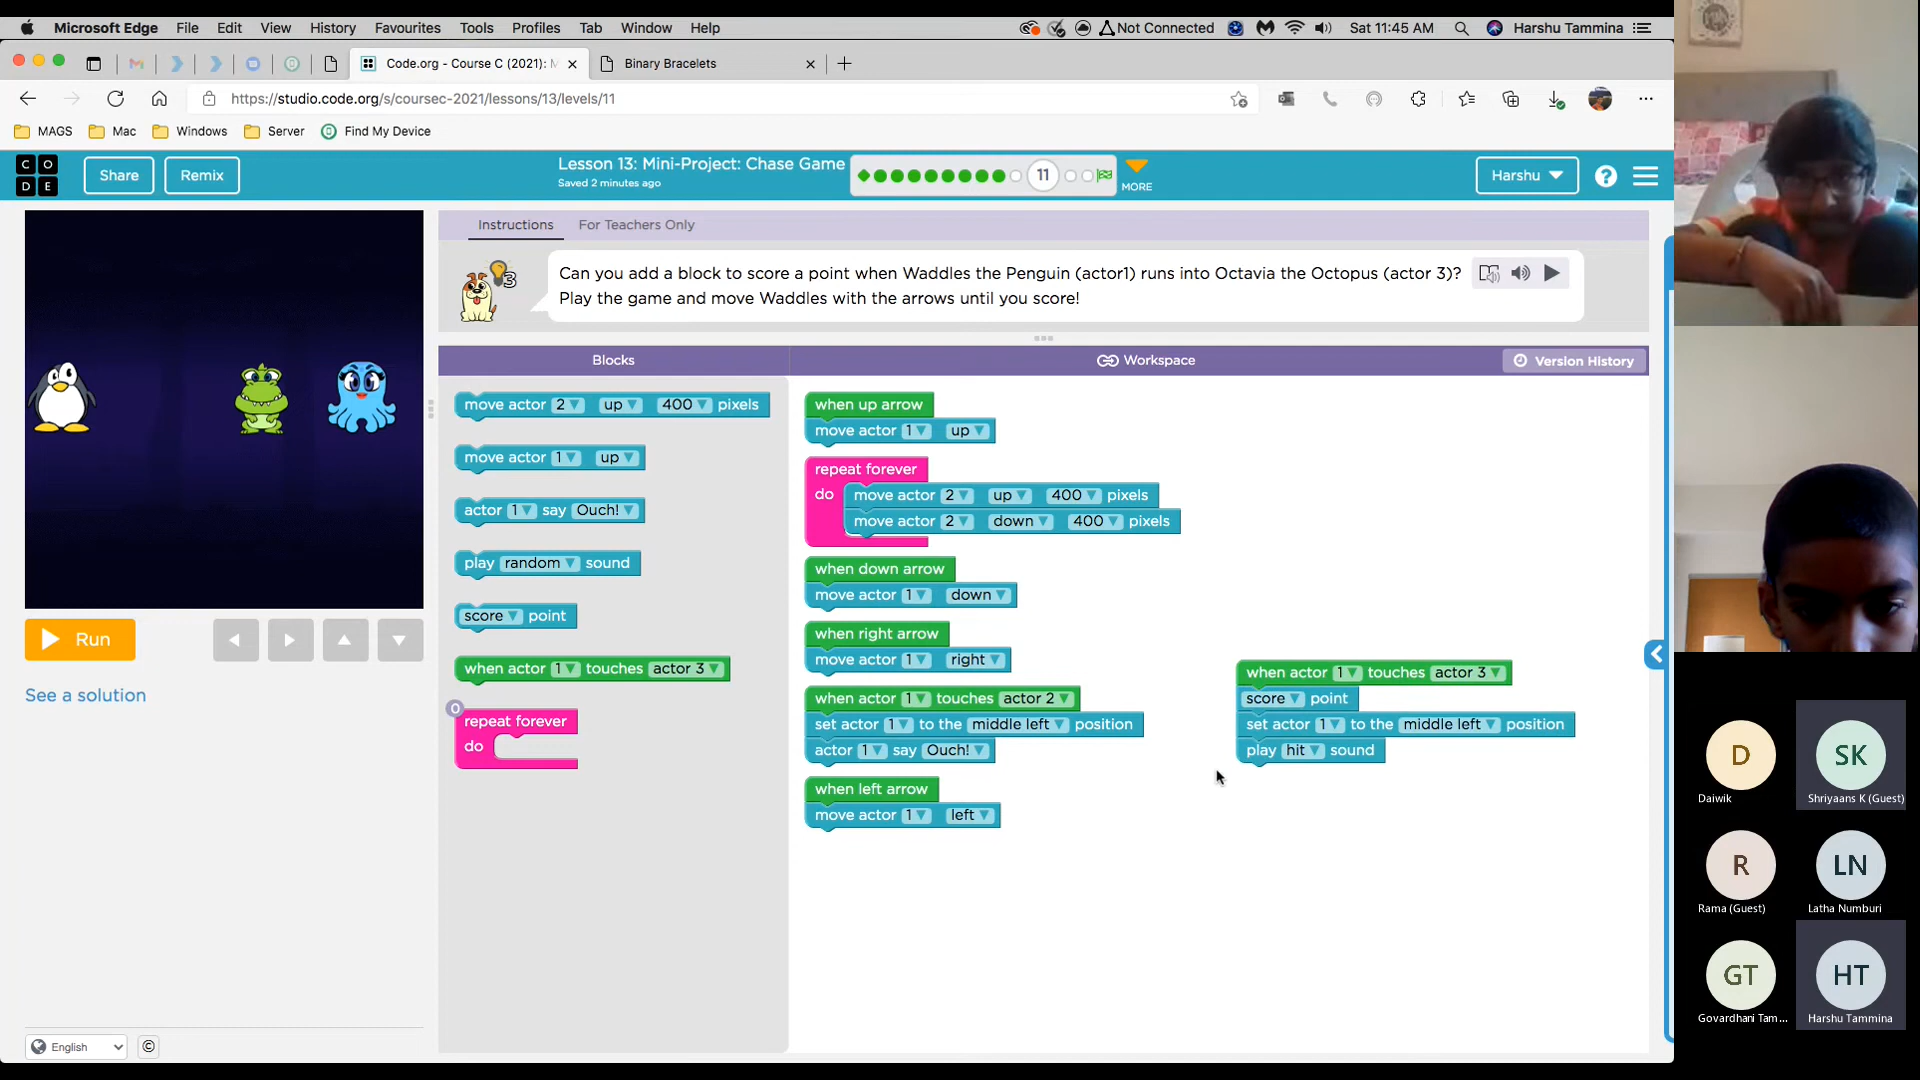 Microsoft Edge File Edit View History Favourites Tools Profiles Tab Window Help Not Connected Sat 11:45 AM Harshu Tammina
Code.org - Course C (2021): M Binary Bracelets
https://studio.code.org/s/coursec-2021/lessons/13/levels/11
MAGS Mac Windows Server Find My Device
C O D E
Share Remix
Lesson 13: Mini-Project: Chase Game
Saved 2 minutes ago
11
MORE
Harshu
?
Instructions For Teachers Only
3
Can you add a block to score a point when Waddles the Penguin (actor1) runs into Octavia the Octopus (actor 3)?
Play the game and move Waddles with the arrows until you score!
Blocks
Workspace
Version History
move actor 2 up 400 pixels
move actor 1 up
actor 1 say Ouch!
play random sound
score point
when actor 1 touches actor 3
0
repeat forever
do
when up arrow
move actor 1 up
repeat forever
do move actor 2 up 400 pixels
move actor 2 down 400 pixels
when down arrow
move actor 1 down
when right arrow
move actor 1 right
when actor 1 touches actor 2
set actor 1 to the middle left position
actor 1 say Ouch!
when left arrow
move actor 1 left
when actor 1 touches actor 3
score point
set actor 1 to the middle left position
play hit sound
Run
See a solution
English
©
D
Daiwik
SK
Shriyaans K (Guest)
R
Rama (Guest)
LN
Latha Numburi
GT
Govardhani Tam...
HT
Harshu Tammina